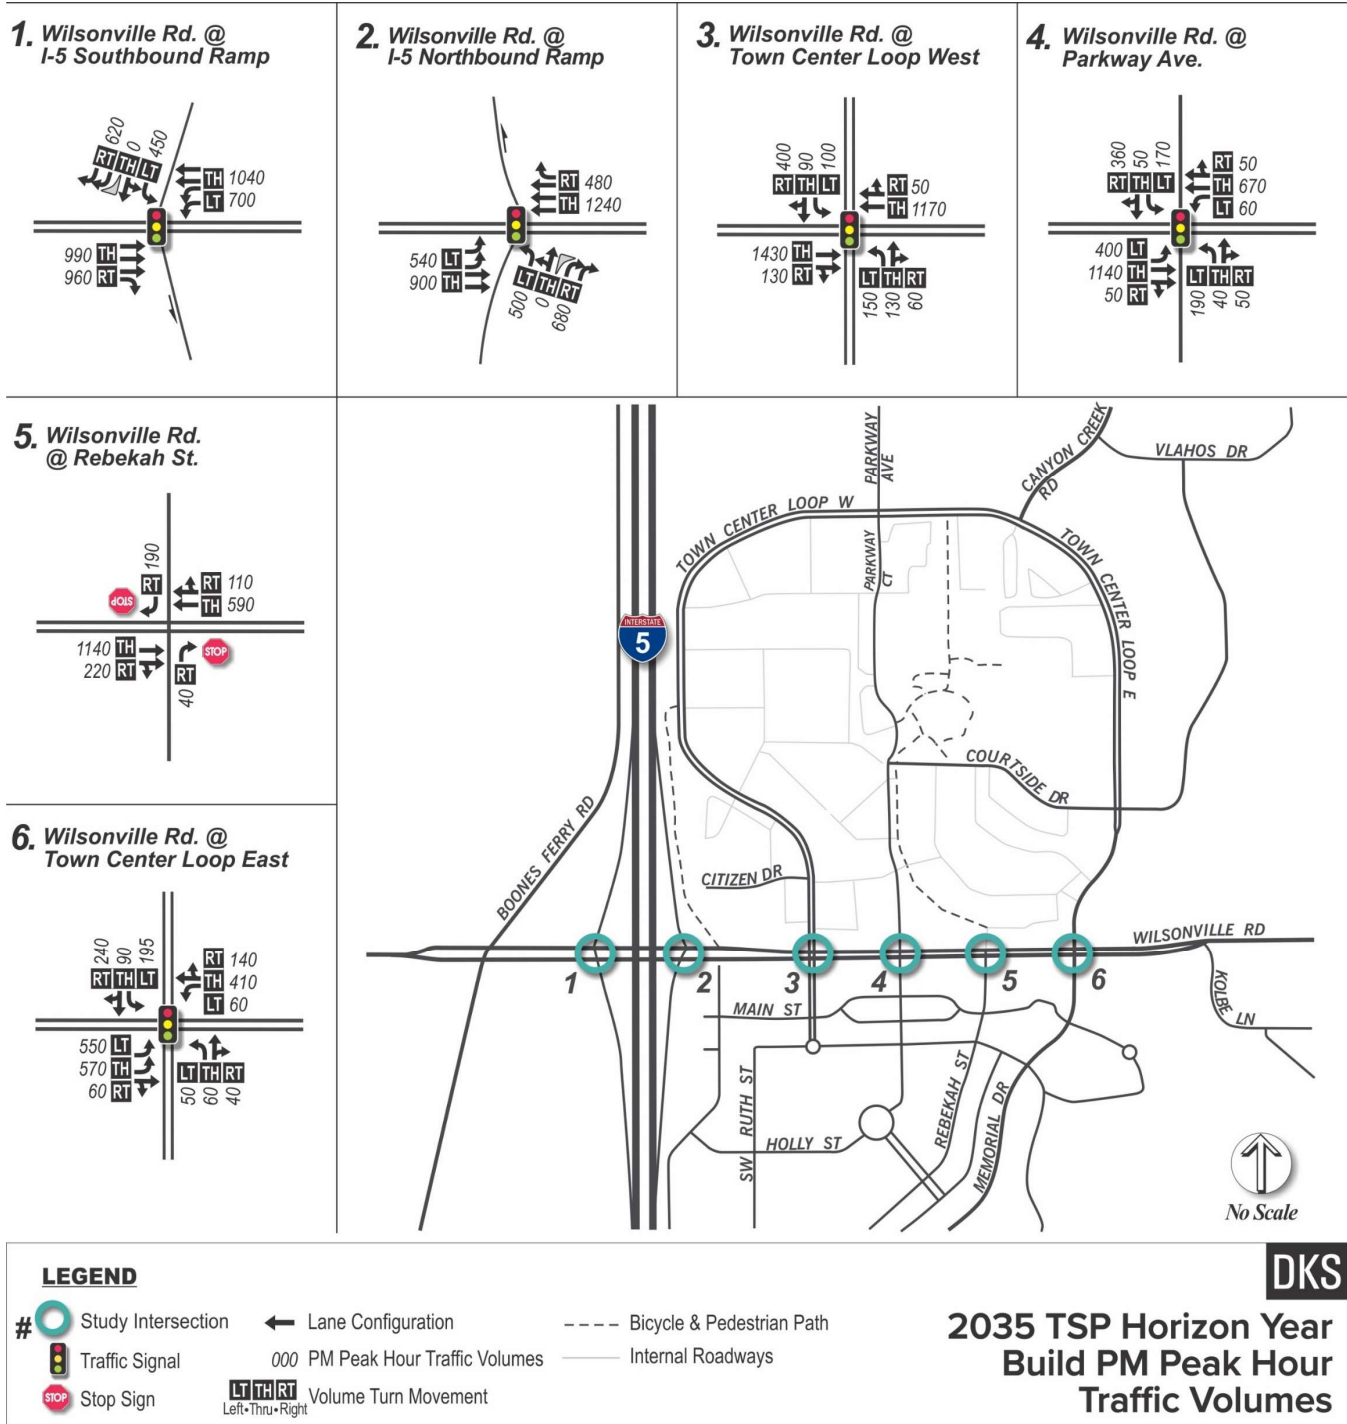 1. Wilsonville Rd. @
I-5 Southbound Ramp
620
0
450
RT TH LT
TH 1040
LT 700
990 TH
960 RT
2. Wilsonville Rd. @
I-5 Northbound Ramp
RT 480
TH 1240
540 LT
900 TH
LT TH RT
500
0
680
3. Wilsonville Rd. @
Town Center Loop West
400
90
100
RT TH LT
RT 50
TH 1170
1430 TH
130 RT
LT TH RT
150
130
60
4. Wilsonville Rd. @
Parkway Ave.
360
50
170
RT TH LT
RT 50
TH 670
LT 60
400 LT
1140 TH
50 RT
LT TH RT
190
40
50
5. Wilsonville Rd.
@ Rebekah St.
190
RT
STOP
RT 110
TH 590
1140 TH
220 RT
RT
40
STOP
6. Wilsonville Rd. @
Town Center Loop East
240
90
195
RT TH LT
RT 140
TH 410
LT 60
550 LT
570 TH
60 RT
LT TH RT
50
60
40
PARKWAY
AVE
CANYON CREEK
RD
VLAHOS DR
TOWN CENTER LOOP W
PARKWAY
CT
TOWN CENTER LOOP E
INTERSTATE
5
COURTSIDE DR
BOONES FERRY RD
CITIZEN DR
WILSONVILLE RD
1
2
3
4
5
6
KOLBE LN
MAIN ST
SW RUTH ST
HOLLY ST
REBEKAH ST
MEMORIAL DR
No Scale
LEGEND
# Study Intersection
Traffic Signal
STOP Stop Sign
Lane Configuration
000 PM Peak Hour Traffic Volumes
LT TH RT Volume Turn Movement
Left•Thru•Right
Bicycle & Pedestrian Path
Internal Roadways
DKS
2035 TSP Horizon Year
Build PM Peak Hour
Traffic Volumes